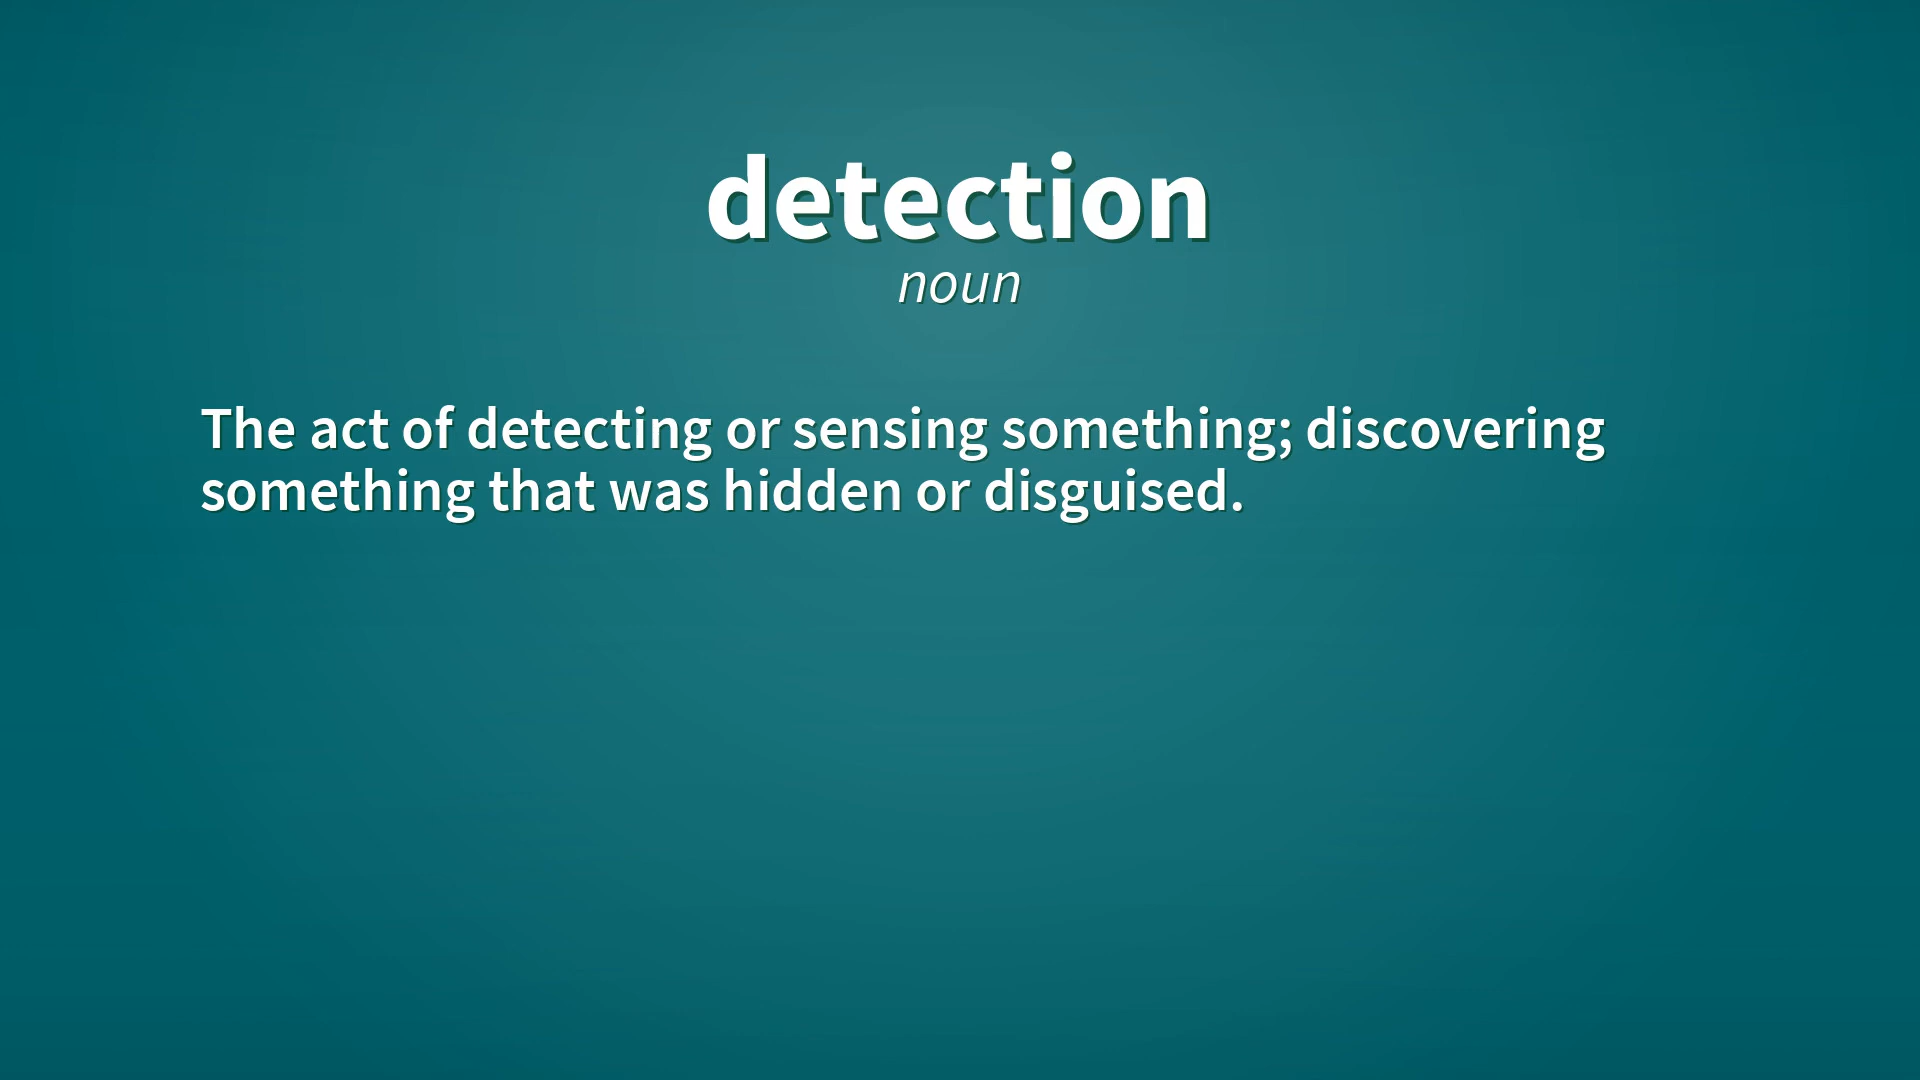 detection
noun
The act of detecting or sensing something; discovering
something that was hidden or disguised.